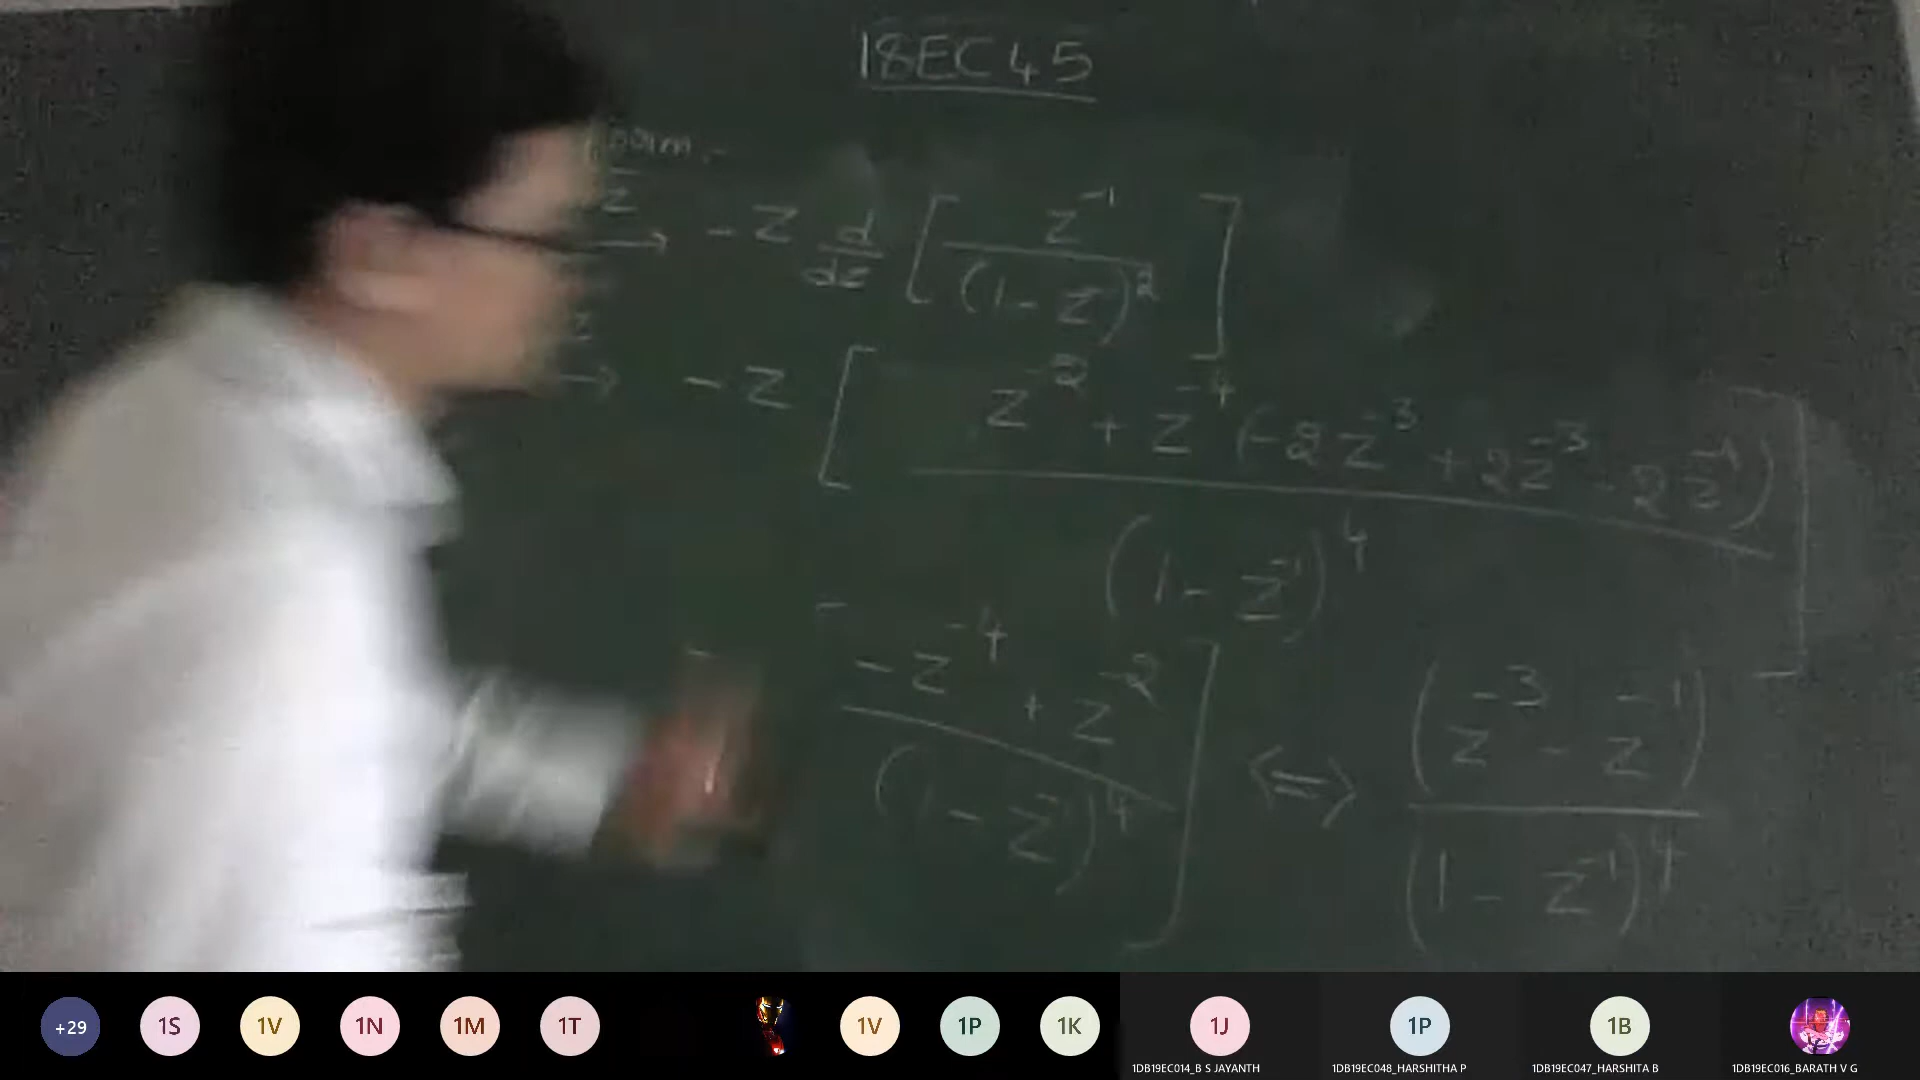 18EC45
z
→ - z d/dz [ z^-1 / (1 - z)^2 ]
z
→ - z [ z^-2 + z^-4 (-2z^-3 + 2z^-3 - 2z^-1) / (1 - z^-1)^4 ]
- z^-4 + z^-2 / (1 - z^-1)^4 ] <=> (z^-3 - z^-1) / (1 - z^-1)^4
+29 1S 1V 1N 1M 1T 1V 1P 1K 1J 1P 1B
1DB19EC014_B S JAYANTH 1DB19EC048_HARSHITHA P 1DB19EC047_HARSHITA B 1DB19EC016_BARATH V G